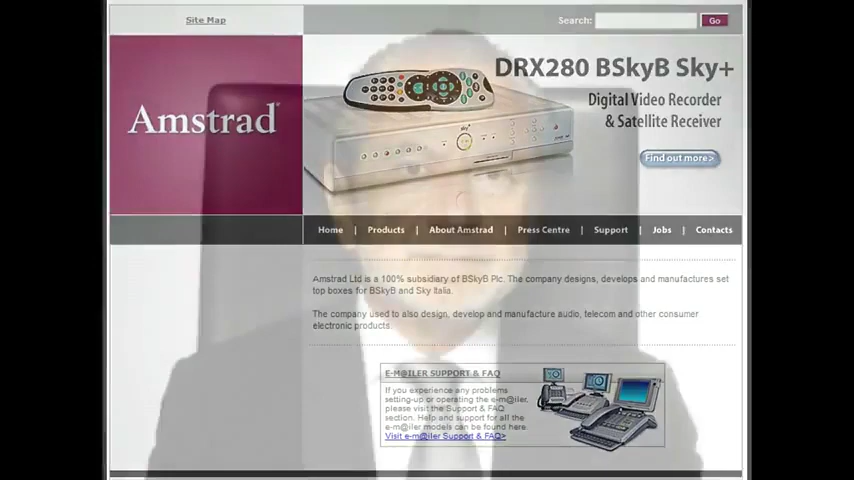 Site Map
Search:
Go
Amstrad
DRX280 BSkyB Sky+
Digital Video Recorder
& Satellite Receiver
Find out more>
Home | Products | About Amstrad | Press Centre | Support | Jobs | Contacts
Amstrad Ltd is a 100% subsidiary of BSkyB Plc. The company designs, develops and manufactures set
top boxes for BSkyB and Sky Italia.
The company used to also design, develop and manufacture audio, telecom and other consumer
electronic products.
E-M@ILER SUPPORT & FAQ
If you experience any problems
setting-up or operating the e-m@iler,
please visit the Support & FAQ
section. Help and support for all the
e-m@iler models can be found here.
Visit e-m@iler Support & FAQ>